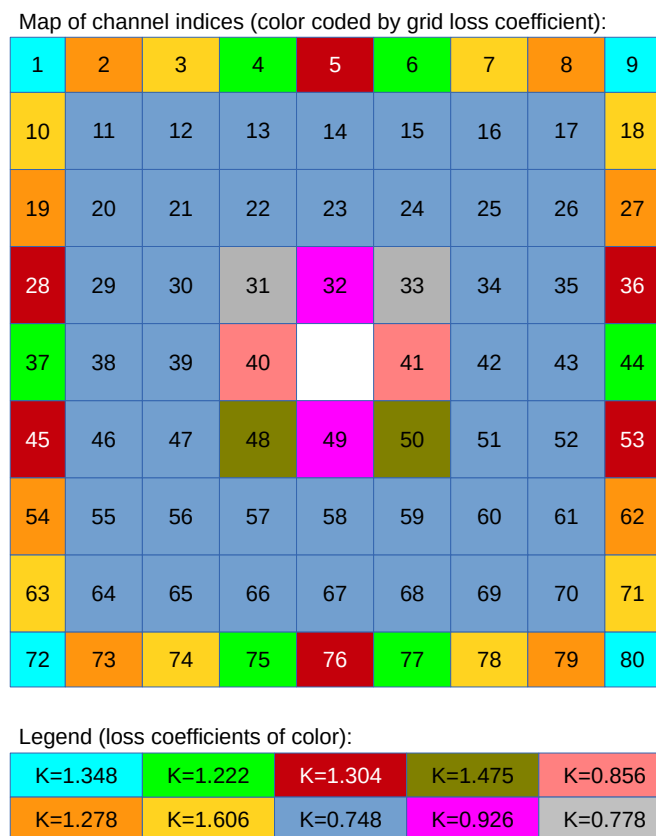 Map of channel indices (color coded by grid loss coefficient):
1 2 3 4 5 6 7 8 9
10 11 12 13 14 15 16 17 18
19 20 21 22 23 24 25 26 27
28 29 30 31 32 33 34 35 36
37 38 39 40 41 42 43 44
45 46 47 48 49 50 51 52 53
54 55 56 57 58 59 60 61 62
63 64 65 66 67 68 69 70 71
72 73 74 75 76 77 78 79 80
Legend (loss coefficients of color):
K=1.348 K=1.222 K=1.304 K=1.475 K=0.856
K=1.278 K=1.606 K=0.748 K=0.926 K=0.778